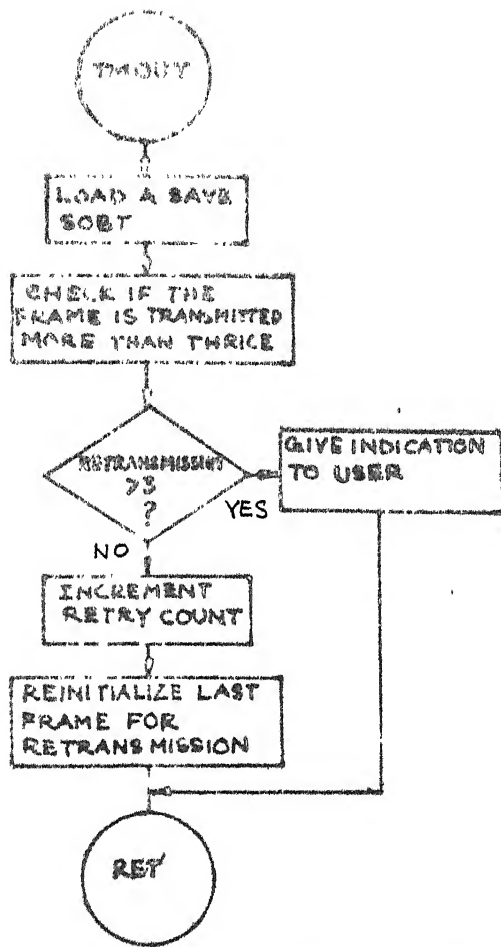 TMOUT
LOAD & SAVE
SOBT
CHECK IF THE
FRAME IS TRANSMITTED
MORE THAN THRICE
RETRANSMISSION
>3
?
YES
NO
GIVE INDICATION
TO USER
INCREMENT
RETRY COUNT
REINITIALIZE LAST
FRAME FOR
RETRANSMISSION
RET